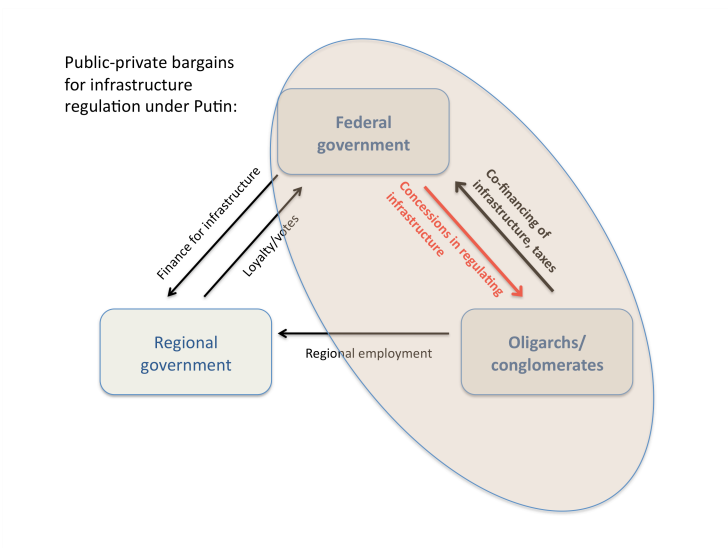 Public-private bargains
for infrastructure
regulation under Putin:
Federal
government
Finance for infrastructure
Loyalty/votes
Concessions in regulating
infrastructure
Co-financing of
infrastructure, taxes
Regional
government
Regional employment
Oligarchs/
conglomerates